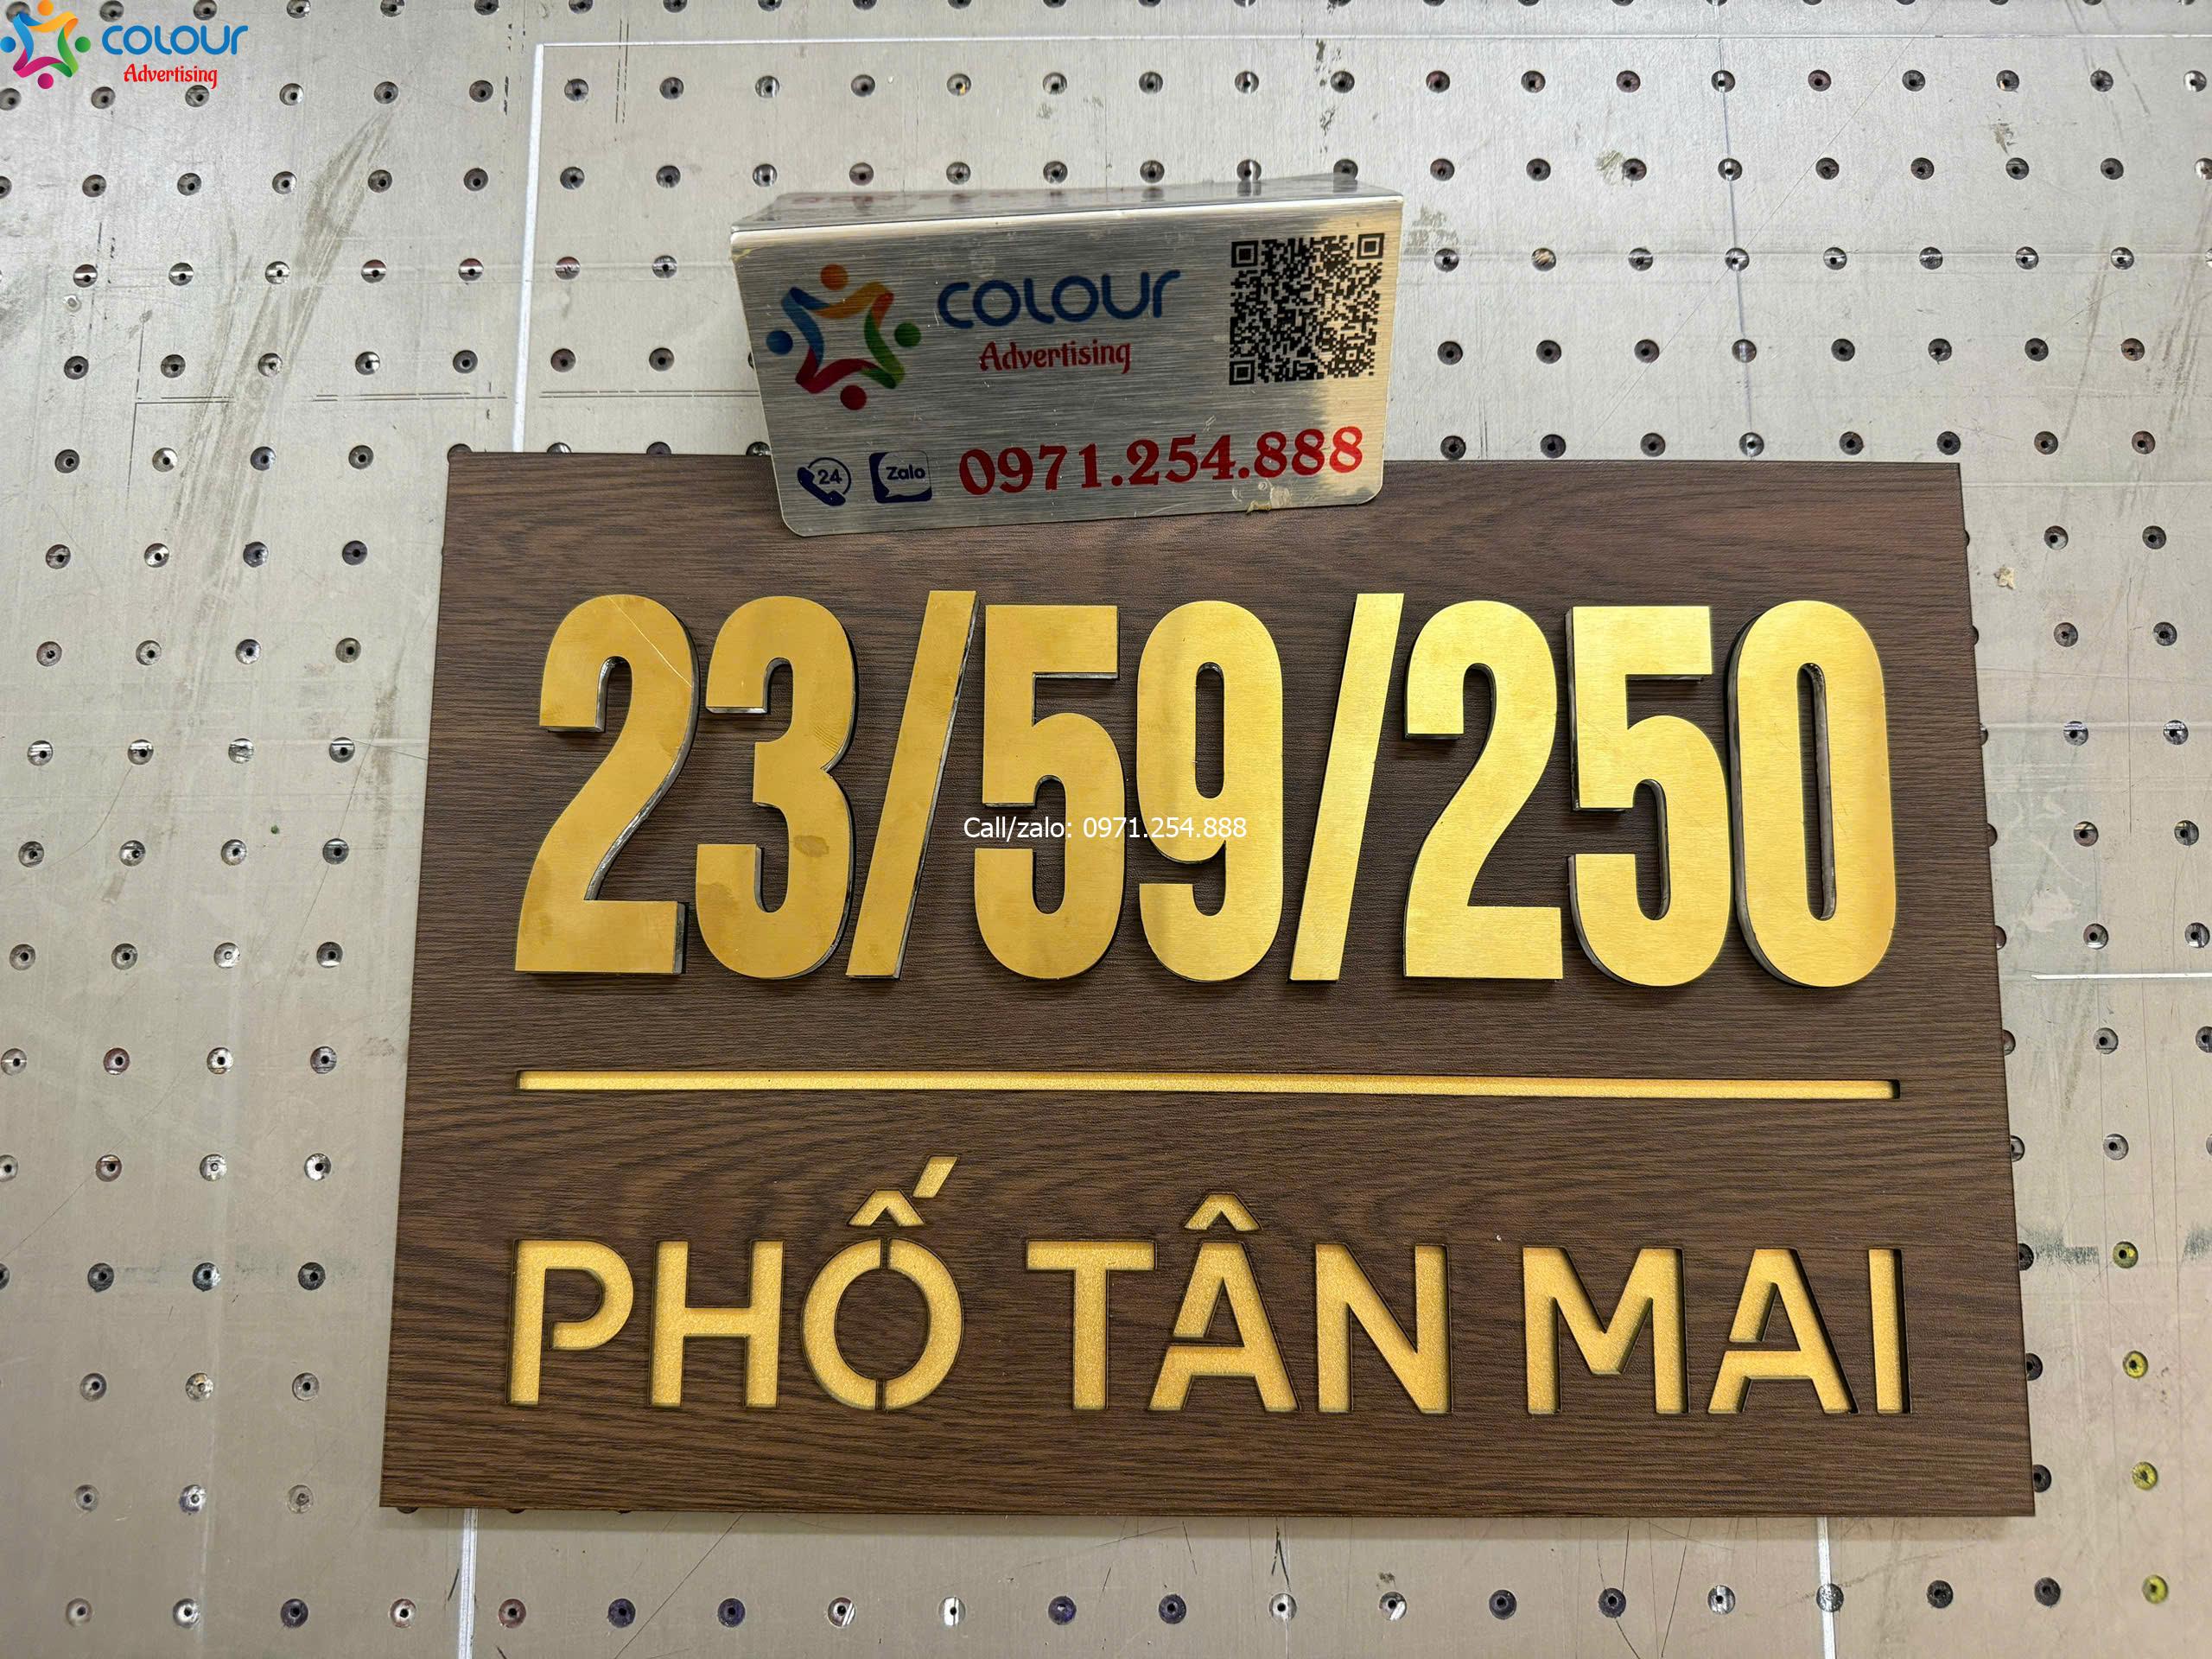 COLOUR
Advertising
COLOUR
Advertising
24 Zalo 0971.254.888
23/59/250
Call/zalo: 0971.254.888
PHỐ TÂN MAI